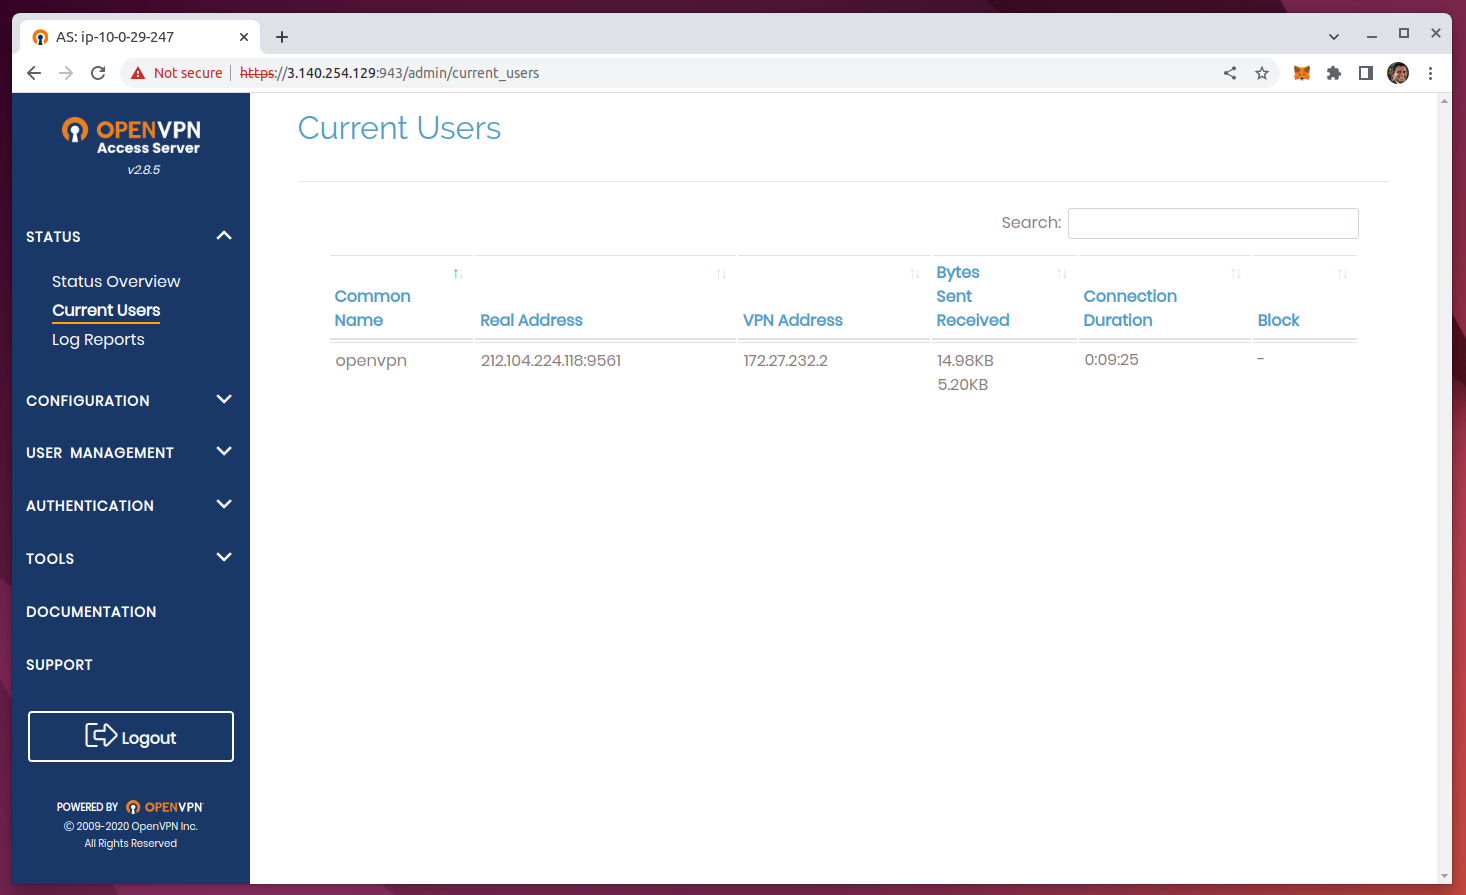 AS: ip-10-0-29-247
Not secure
https://3.140.254.129:943/admin/current_users
OPENVPN
Access Server
v2.8.5
STATUS
Status Overview
Current Users
Log Reports
CONFIGURATION
USER MANAGEMENT
AUTHENTICATION
TOOLS
DOCUMENTATION
SUPPORT
Logout
POWERED BY OPENVPN
© 2009-2020 OpenVPN Inc.
All Rights Reserved
Current Users
Search:
Common Name
Real Address
VPN Address
Bytes Sent Received
Connection Duration
Block
openvpn 212.104.224.118:9561 172.27.232.2 14.98KB 0:09:25 -
5.20KB